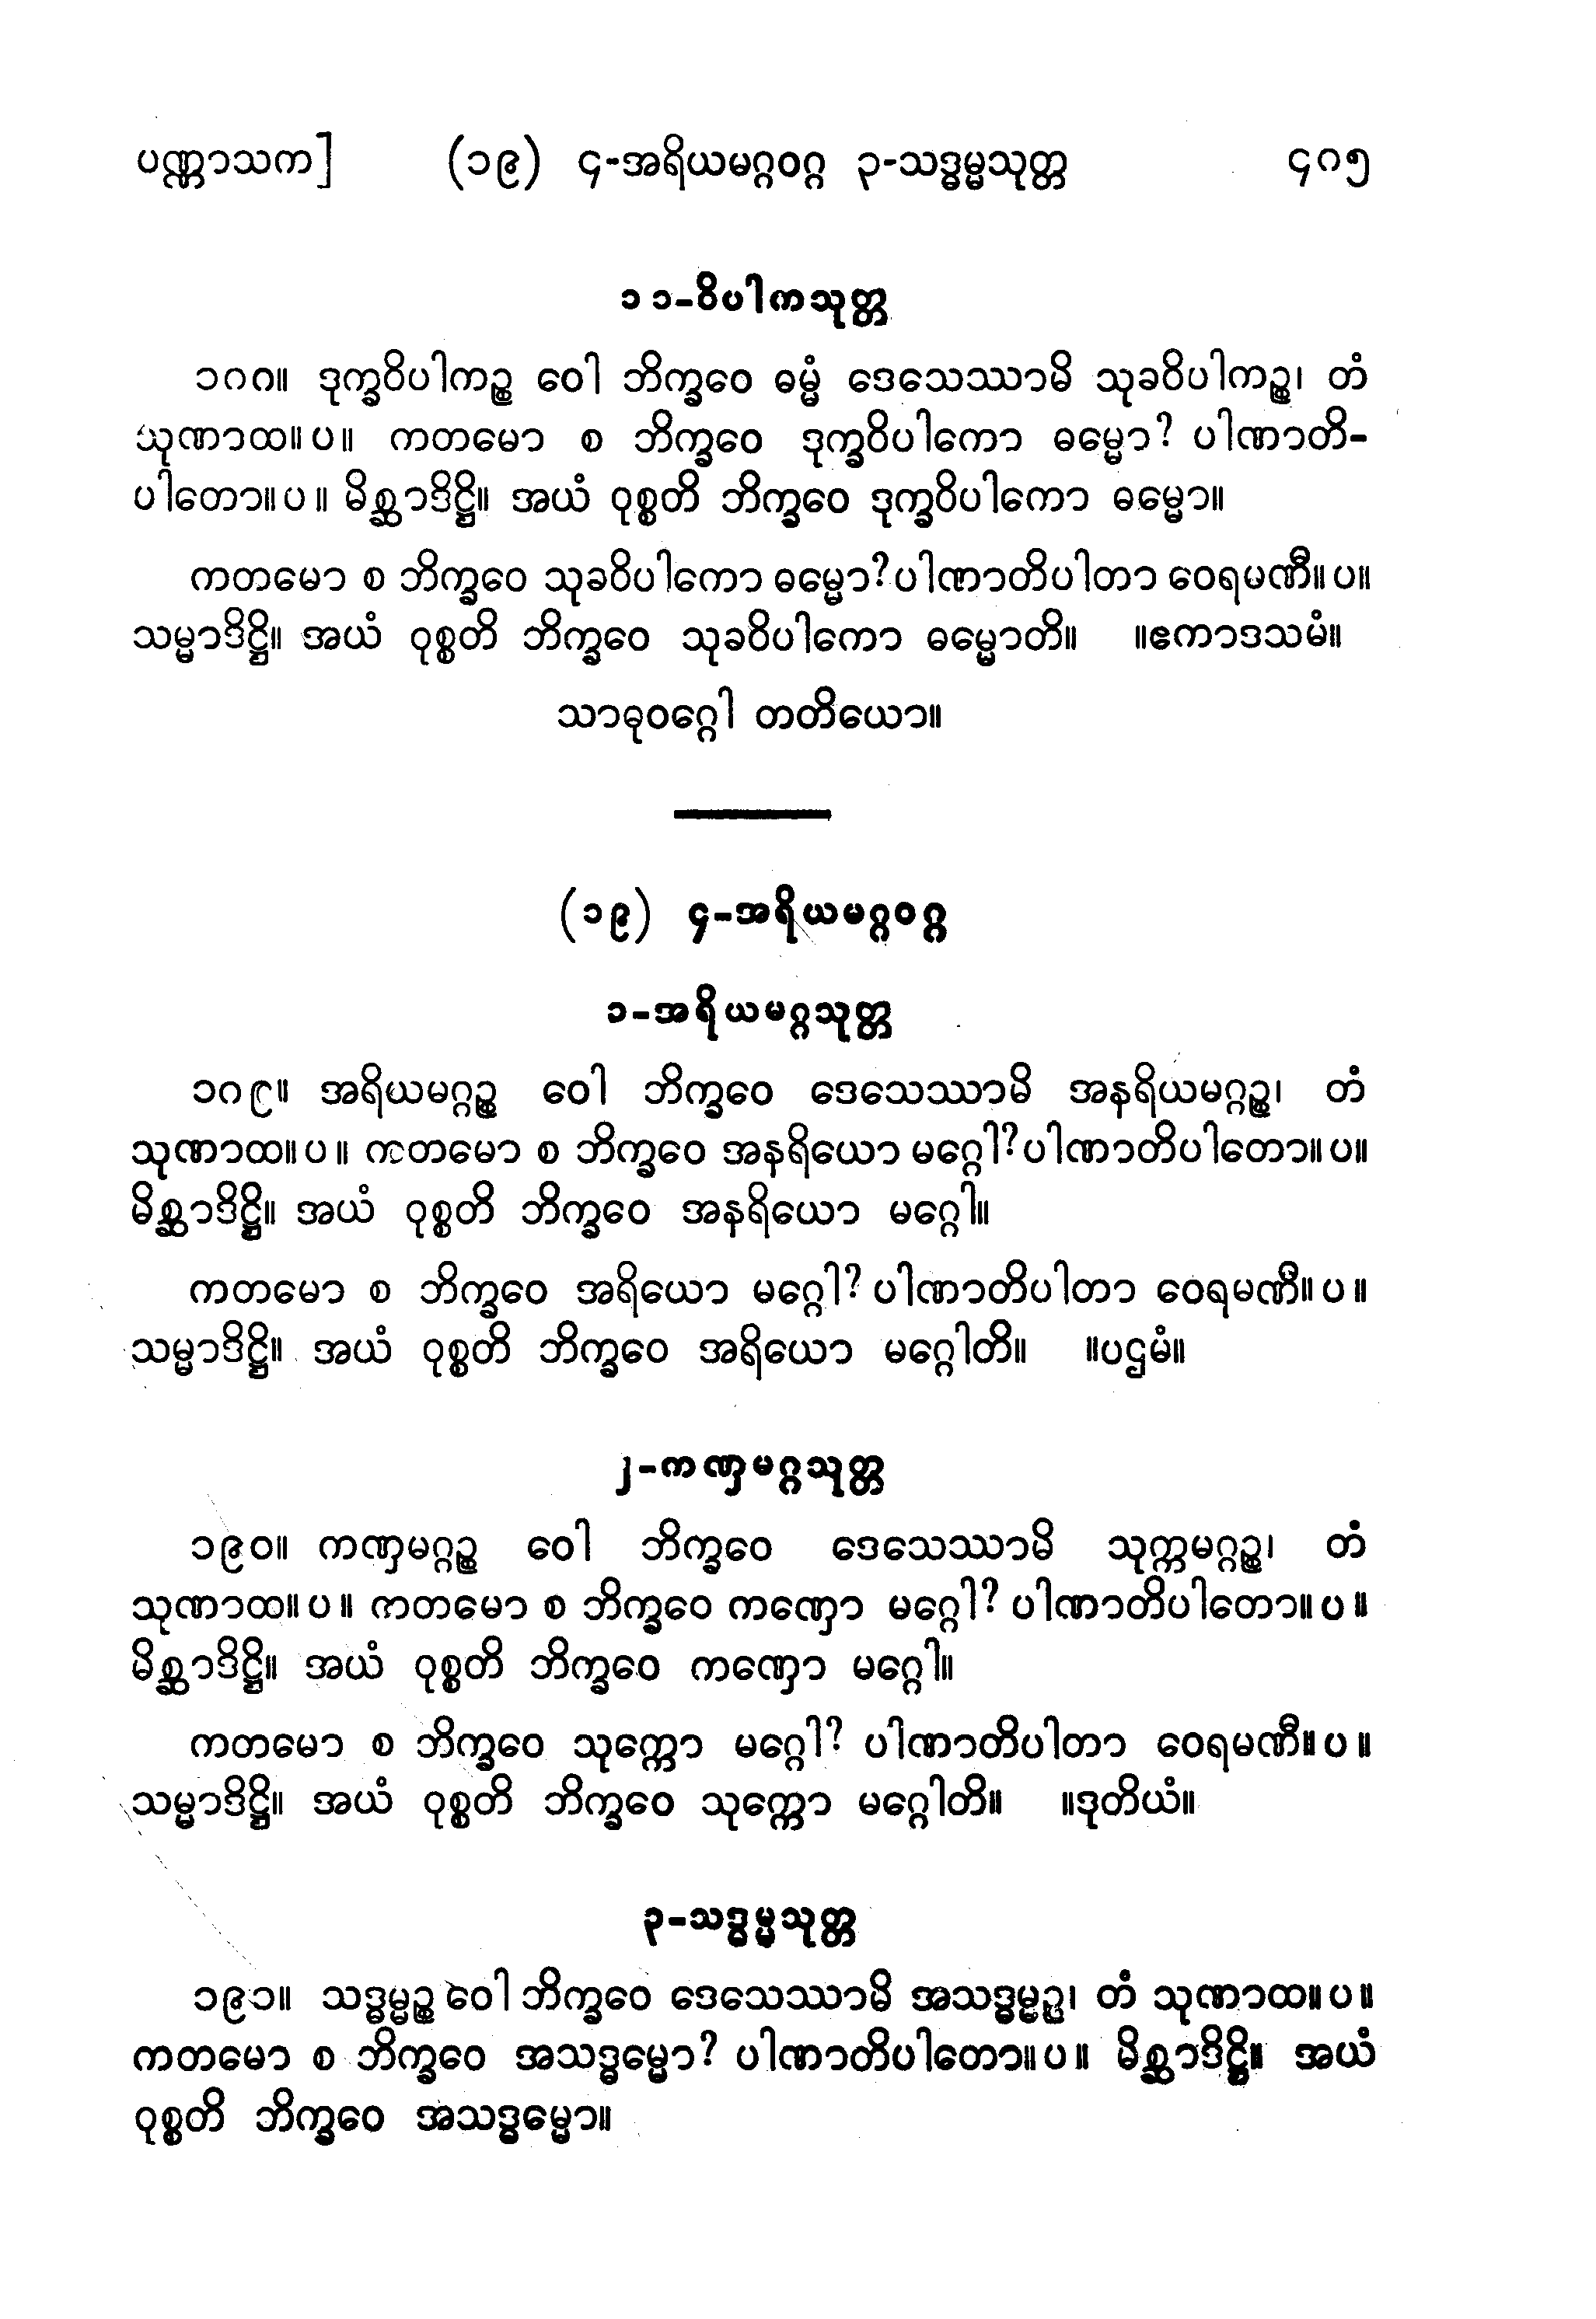 ပဏ္ဏာသက] (၁၉) ၄-အရိယမဂ္ဂဝဂ္ဂ ၃-သဒ္ဓမ္မသုတ္တ ၄၈၅
၁၁-ဝိပါကသုတ္တ
၁၈၈။ ဒုက္ခဝိပါကဉ္စ ဝေါ ဘိက္ခဝေ ဓမ္မံ ဒေသေဿာမိ သုခဝိပါကဉ္စ၊ တံ
သုဏာထ။ပ။ ကတမော စ ဘိက္ခဝေ ဒုက္ခဝိပါကော ဓမ္မော? ပါဏာတိ-
ပါတော။ပ။ မိစ္ဆာဒိဋ္ဌိ။ အယံ ဝုစ္စတိ ဘိက္ခဝေ ဒုက္ခဝိပါကော ဓမ္မော။
ကတမော စ ဘိက္ခဝေ သုခဝိပါကော ဓမ္မော? ပါဏာတိပါတာ ဝေရမဏီ။ပ။
သမ္မာဒိဋ္ဌိ။ အယံ ဝုစ္စတိ ဘိက္ခဝေ သုခဝိပါကော ဓမ္မောတိ။ ။ဧကာဒသမံ။
သာဓုဝဂ္ဂေါ တတိယော။
(၁၉) ၄-အရိယမဂ္ဂဝဂ္ဂ
၁-အရိယမဂ္ဂသုတ္တ
၁၈၉။ အရိယမဂ္ဂဉ္စ ဝေါ ဘိက္ခဝေ ဒေသေဿာမိ အနရိယမဂ္ဂဉ္စ၊ တံ
သုဏာထ။ပ။ ကတမော စ ဘိက္ခဝေ အနရိယော မဂ္ဂေါ? ပါဏာတိပါတော။ပ။
မိစ္ဆာဒိဋ္ဌိ။ အယံ ဝုစ္စတိ ဘိက္ခဝေ အနရိယော မဂ္ဂေါ။
ကတမော စ ဘိက္ခဝေ အရိယော မဂ္ဂေါ? ပါဏာတိပါတာ ဝေရမဏီ။ပ။
သမ္မာဒိဋ္ဌိ။ အယံ ဝုစ္စတိ ဘိက္ခဝေ အရိယော မဂ္ဂေါတိ။ ။ပဌမံ။
၂-ကဏှမဂ္ဂသုတ္တ
၁၉၀။ ကဏှမဂ္ဂဉ္စ ဝေါ ဘိက္ခဝေ ဒေသေဿာမိ သုက္ကမဂ္ဂဉ္စ၊ တံ
သုဏာထ။ပ။ ကတမော စ ဘိက္ခဝေ ကဏှော မဂ္ဂေါ? ပါဏာတိပါတော။ပ။
မိစ္ဆာဒိဋ္ဌိ။ အယံ ဝုစ္စတိ ဘိက္ခဝေ ကဏှော မဂ္ဂေါ။
ကတမော စ ဘိက္ခဝေ သုက္ကော မဂ္ဂေါ? ပါဏာတိပါတာ ဝေရမဏီ။ပ။
သမ္မာဒိဋ္ဌိ။ အယံ ဝုစ္စတိ ဘိက္ခဝေ သုက္ကော မဂ္ဂေါတိ။ ။ဒုတိယံ။
၃-သဒ္ဓမ္မသုတ္တ
၁၉၁။ သဒ္ဓမ္မဉ္စ ဝေါ ဘိက္ခဝေ ဒေသေဿာမိ အသဒ္ဓမ္မဉ္စ၊ တံ သုဏာထ။ပ။
ကတမော စ ဘိက္ခဝေ အသဒ္ဓမ္မော? ပါဏာတိပါတော။ပ။ မိစ္ဆာဒိဋ္ဌိ။ အယံ
ဝုစ္စတိ ဘိက္ခဝေ အသဒ္ဓမ္မော။